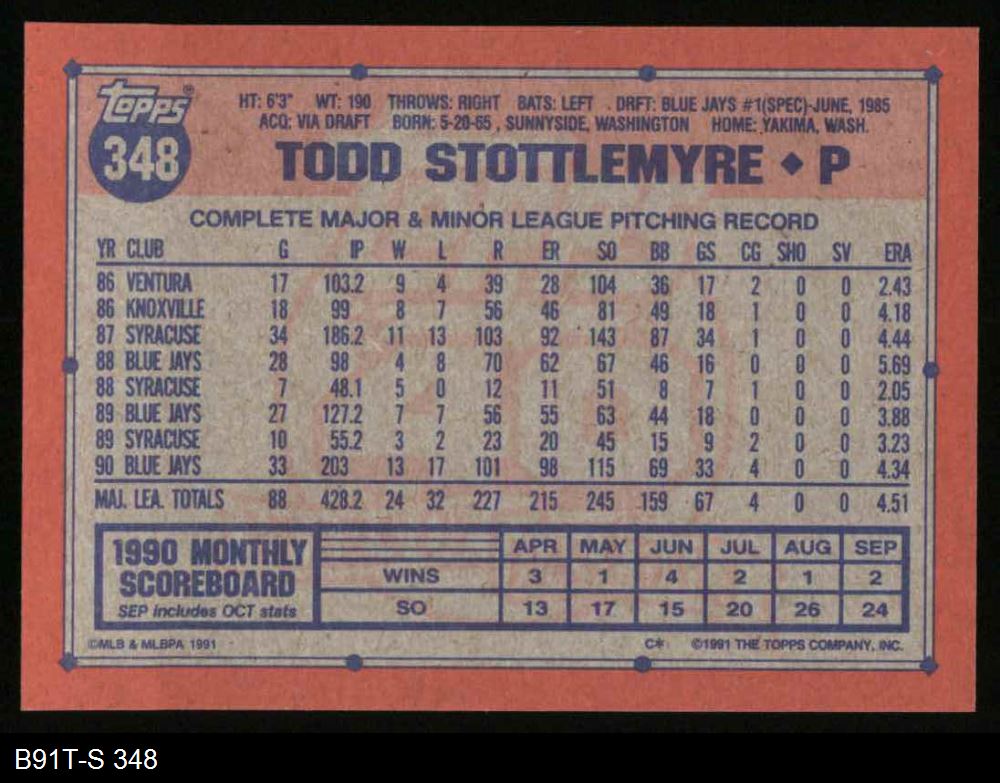 Topps®
348
HT: 6'3" WT: 190 THROWS: RIGHT BATS: LEFT . DRFT: BLUE JAYS #1(SPEC)-JUNE, 1985
ACQ: VIA DRAFT BORN: 5-20-65 , SUNNYSIDE, WASHINGTON HOME: YAKIMA, WASH.
TODD STOTTLEMYRE ◆ P
COMPLETE MAJOR & MINOR LEAGUE PITCHING RECORD
YR CLUB G IP W L R ER SO BB GS CG SHO SV ERA
86 VENTURA 17 103.2 9 4 39 28 104 36 17 2 0 0 2.43
86 KNOXVILLE 18 99 8 7 56 46 81 49 18 1 0 0 4.18
87 SYRACUSE 34 186.2 11 13 103 92 143 87 34 1 0 0 4.44
88 BLUE JAYS 28 98 4 8 70 62 67 46 16 0 0 0 5.69
88 SYRACUSE 7 48.1 5 0 12 11 51 8 7 1 0 0 2.05
89 BLUE JAYS 27 127.2 7 7 56 55 63 44 18 0 0 0 3.88
89 SYRACUSE 10 55.2 3 2 23 20 45 15 9 2 0 0 3.23
90 BLUE JAYS 33 203 13 17 101 98 115 69 33 4 0 0 4.34
MAJ. LEA. TOTALS 88 428.2 24 32 227 215 245 159 67 4 0 0 4.51
1990 MONTHLY
SCOREBOARD
SEP includes OCT stats
APR MAY JUN JUL AUG SEP
WINS 3 1 4 2 1 2
SO 13 17 15 20 26 24
©MLB & MLBPA 1991 C* ©1991 THE TOPPS COMPANY, INC.
B91T-S 348